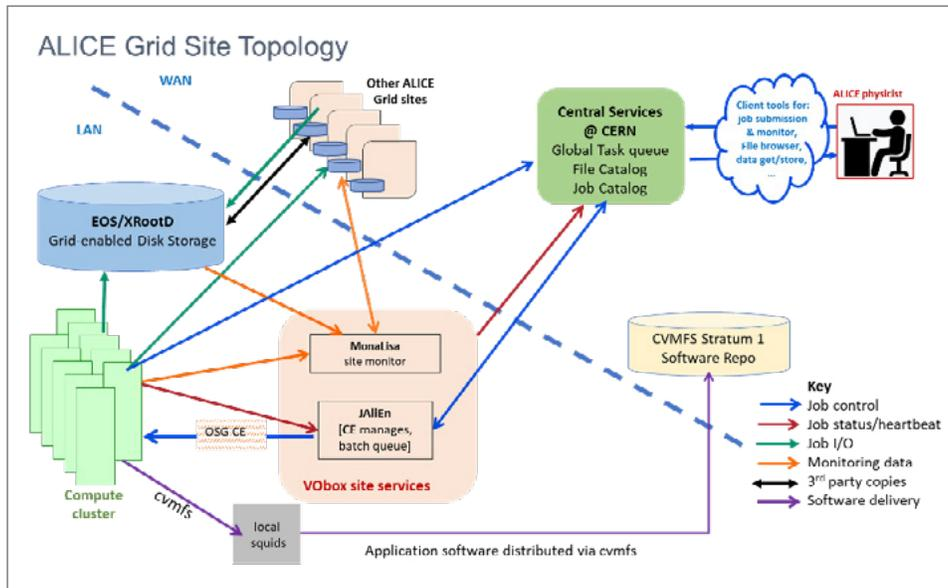 ALICE Grid Site Topology
WAN
LAN
Other ALICE
Grid sites
Central Services
@ CERN
Global Task queue
File Catalog
Job Catalog
Client tools for:
job submission
& monitor,
File browser,
data get/store,
...
ALICE physicist
EOS/XRootD
Grid-enabled Disk Storage
MonaLisa
site monitor
JAliEn
[CE manages,
batch queue]
VObox site services
OSG CE
Compute
cluster
cvmfs
local
squids
Application software distributed via cvmfs
CVMFS Stratum 1
Software Repo
Key
Job control
Job status/heartbeat
Job I/O
Monitoring data
3rd party copies
Software delivery